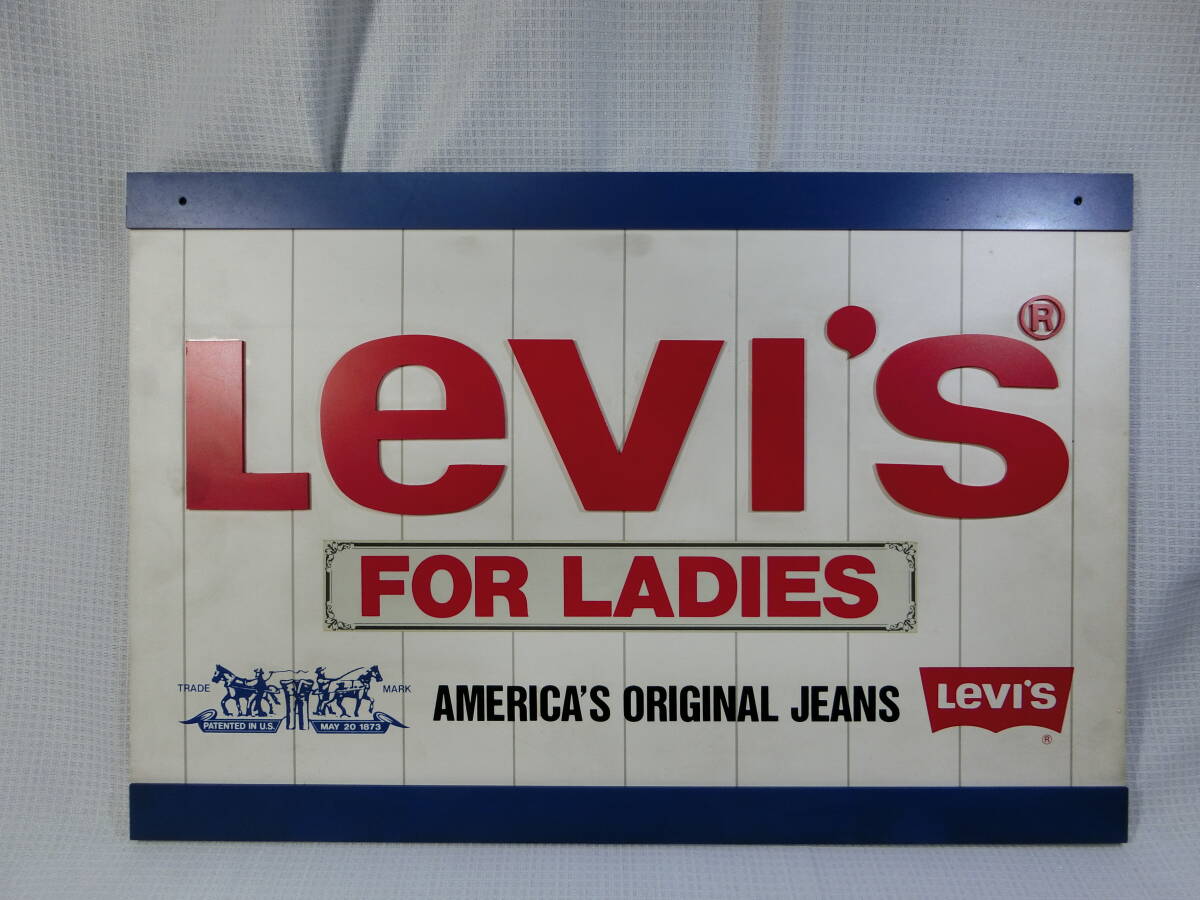 LEVI'S®
FOR LADIES
TRADE MARK
PATENTED IN U.S. MAY 20 1873
AMERICA'S ORIGINAL JEANS
LEVI'S
®